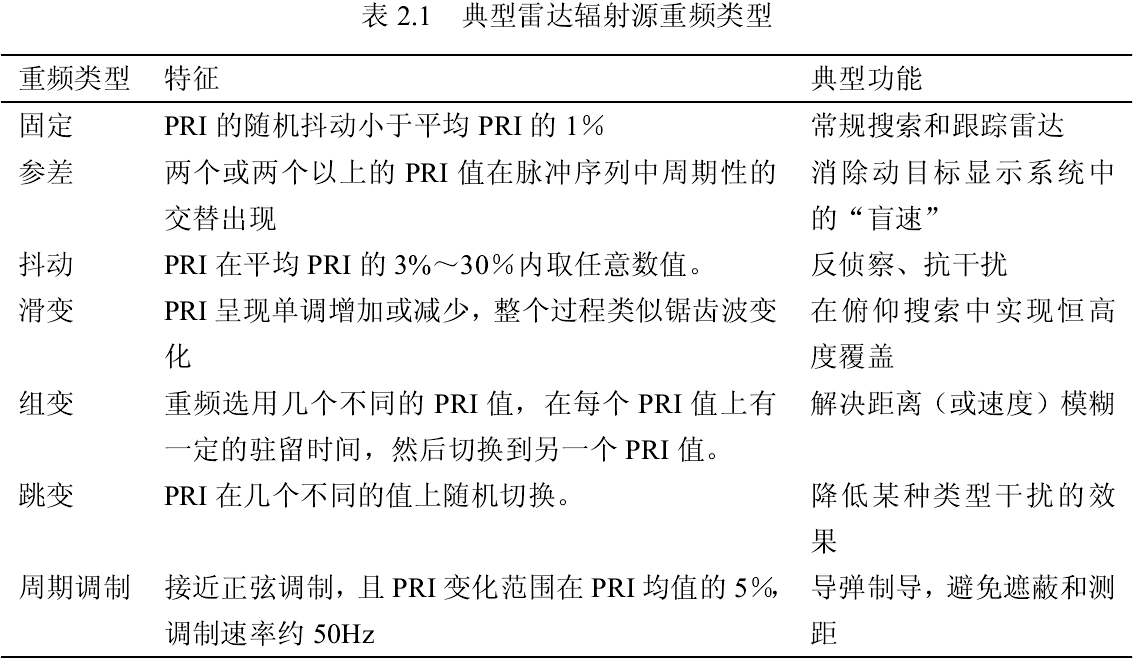 表 2.1 典型雷达辐射源重频类型
重频类型 特征 典型功能
固定 PRI 的随机抖动小于平均 PRI 的 1% 常规搜索和跟踪雷达
参差 两个或两个以上的 PRI 值在脉冲序列中周期性的 消除动目标显示系统中
交替出现 的“盲速”
抖动 PRI 在平均 PRI 的 3%～30%内取任意数值。 反侦察、抗干扰
滑变 PRI 呈现单调增加或减少，整个过程类似锯齿波变 在俯仰搜索中实现恒高
化 度覆盖
组变 重频选用几个不同的 PRI 值，在每个 PRI 值上有 解决距离（或速度）模糊
一定的驻留时间，然后切换到另一个 PRI 值。
跳变 PRI 在几个不同的值上随机切换。 降低某种类型干扰的效
果
周期调制 接近正弦调制，且 PRI 变化范围在 PRI 均值的 5%， 导弹制导，避免遮蔽和测
调制速率约 50Hz 距